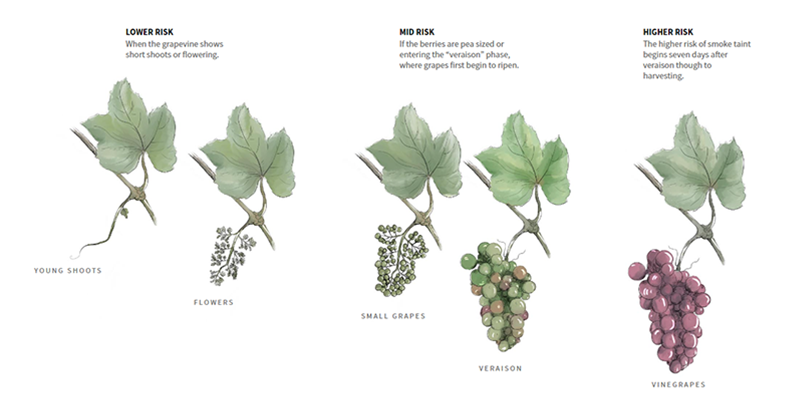 LOWER RISK
When the grapevine shows
short shoots or flowering.
MID RISK
If the berries are pea sized or
entering the “veraison” phase,
where grapes first begin to ripen.
HIGHER RISK
The higher risk of smoke taint
begins seven days after
veraison though to
harvesting.
YOUNG SHOOTS
FLOWERS
SMALL GRAPES
VERAISON
VINEGRAPES